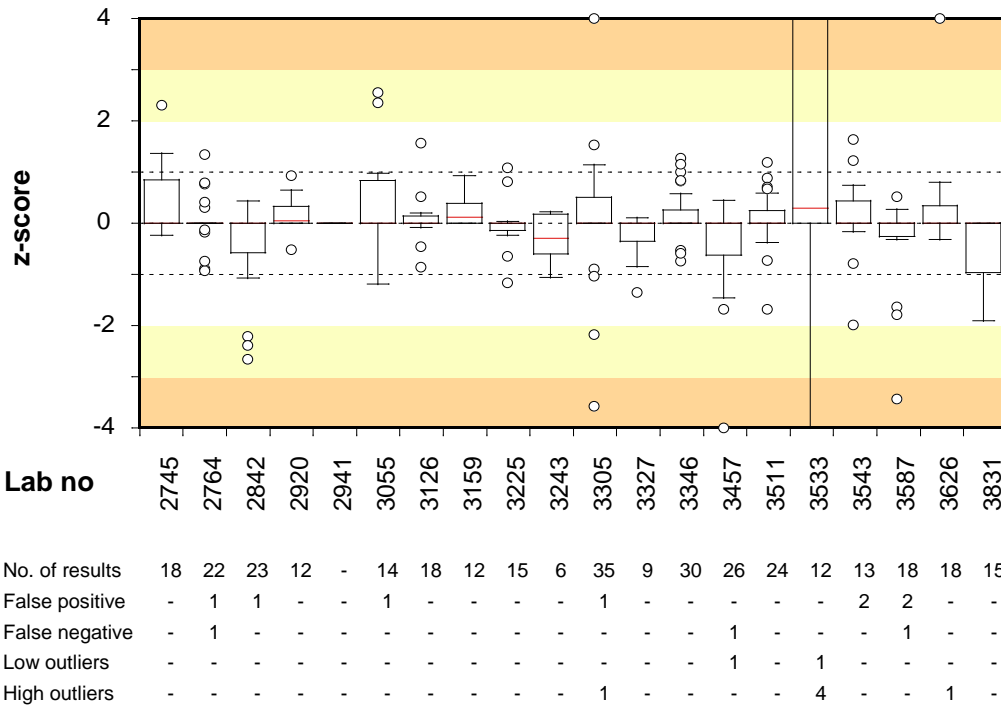 4
2
0
-2
-4
z-score
Lab no 2745 2764 2842 2920 2941 3055 3126 3159 3225 3243 3305 3327 3346 3457 3511 3533 3543 3587 3626 3831
No. of results 18 22 23 12 - 14 18 12 15 6 35 9 30 26 24 12 13 18 18 15
False positive - 1 1 - - 1 - - - - 1 - - - - - 2 2 - -
False negative - 1 - - - - - - - - - - - 1 - - - 1 - -
Low outliers - - - - - - - - - - - - - 1 - 1 - - - -
High outliers - - - - - - - - - - 1 - - - - 4 - - 1 -